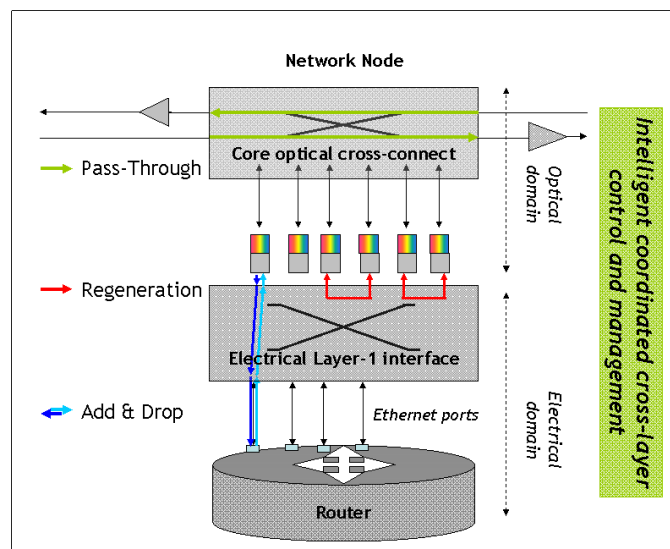 Network Node
Core optical cross-connect
Pass-Through
Optical
domain
Intelligent coordinated cross-layer
control and management
Regeneration
Electrical Layer-1 interface
Add & Drop
Ethernet ports
Electrical
domain
Router